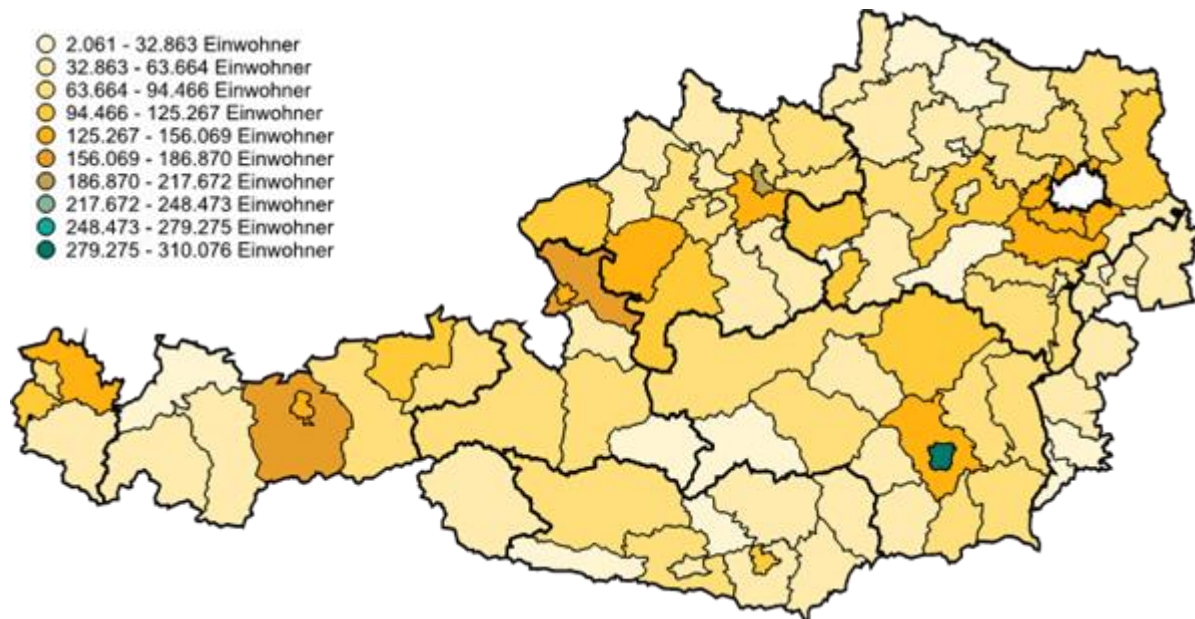 2.061 - 32.863 Einwohner
32.863 - 63.664 Einwohner
63.664 - 94.466 Einwohner
94.466 - 125.267 Einwohner
125.267 - 156.069 Einwohner
156.069 - 186.870 Einwohner
186.870 - 217.672 Einwohner
217.672 - 248.473 Einwohner
248.473 - 279.275 Einwohner
279.275 - 310.076 Einwohner